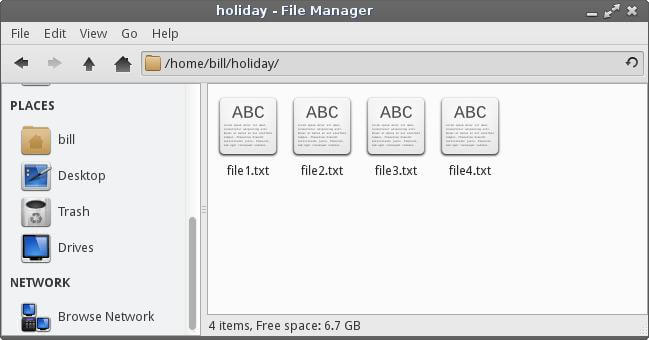 holiday - File Manager
File Edit View Go Help
/home/bill/holiday/
PLACES
bill
Desktop
Trash
Drives
NETWORK
Browse Network
ABC ABC ABC ABC
file1.txt file2.txt file3.txt file4.txt
4 items, Free space: 6.7 GB